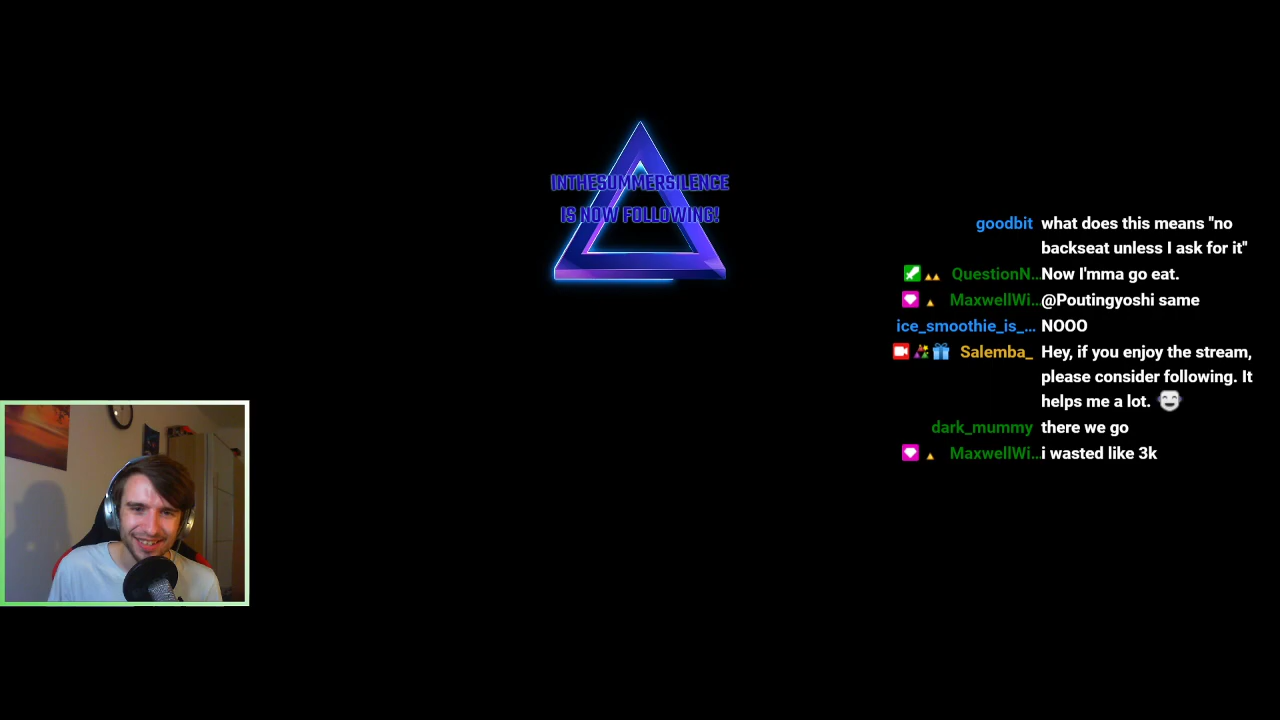 INTHESUMMERSILENCE
IS NOW FOLLOWING!
goodbit what does this means "no
backseat unless I ask for it"
QuestionN... Now I'mma go eat.
MaxwellWi... @Poutingyoshi same
ice_smoothie_is_... NOOO
Salemba_ Hey, if you enjoy the stream,
please consider following. It
helps me a lot.
dark_mummy there we go
MaxwellWi... i wasted like 3k